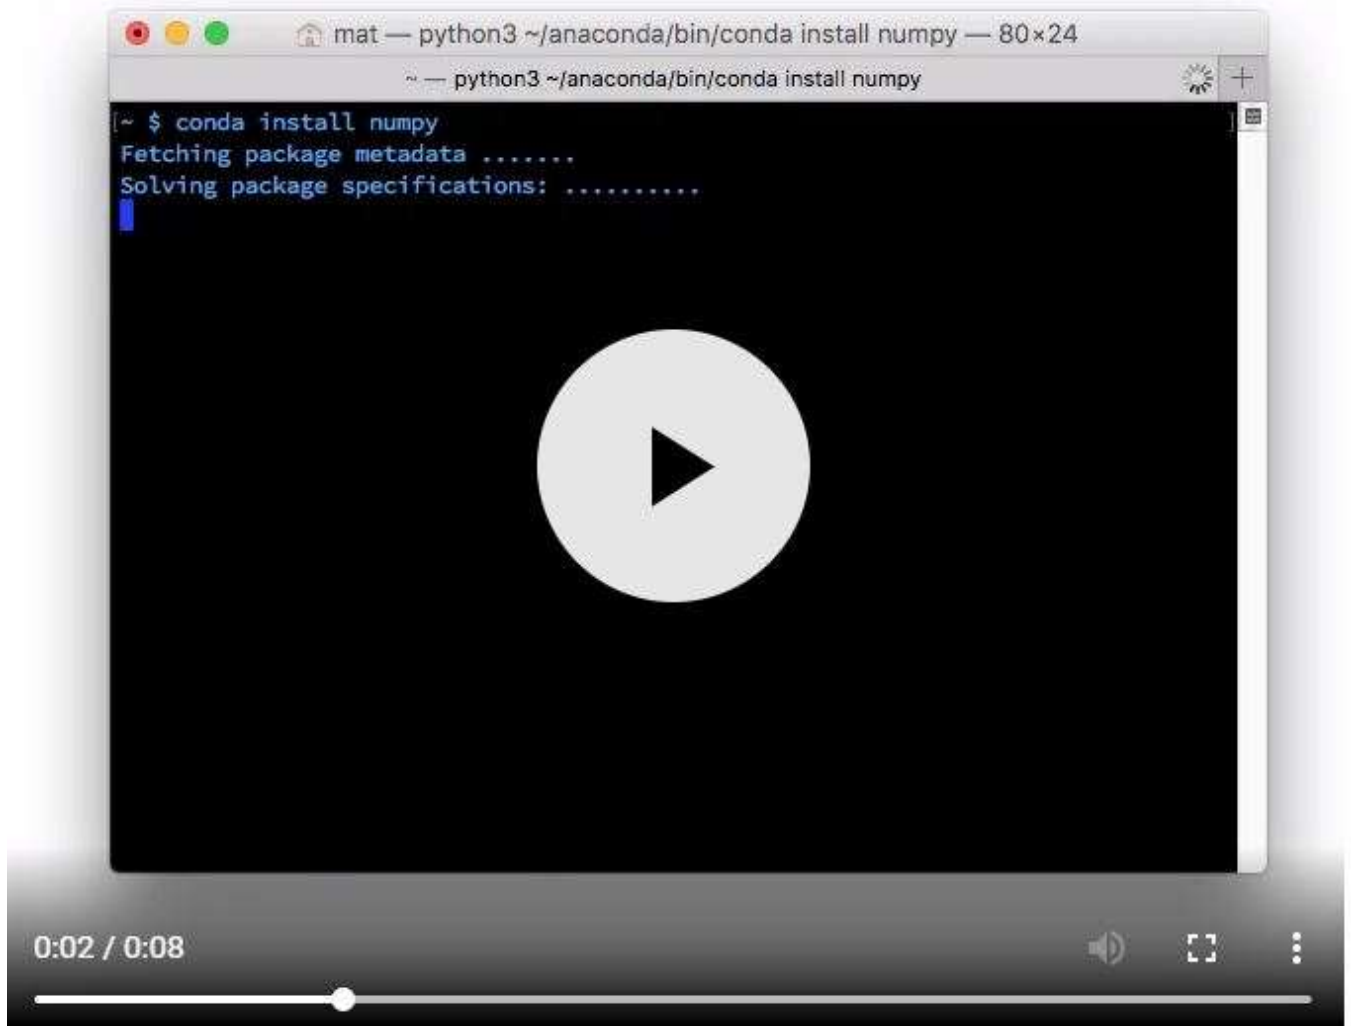 mat — python3 ~/anaconda/bin/conda install numpy — 80×24
~ — python3 ~/anaconda/bin/conda install numpy
[~ $ conda install numpy ]
Fetching package metadata .......
Solving package specifications: ..........
0:02 / 0:08